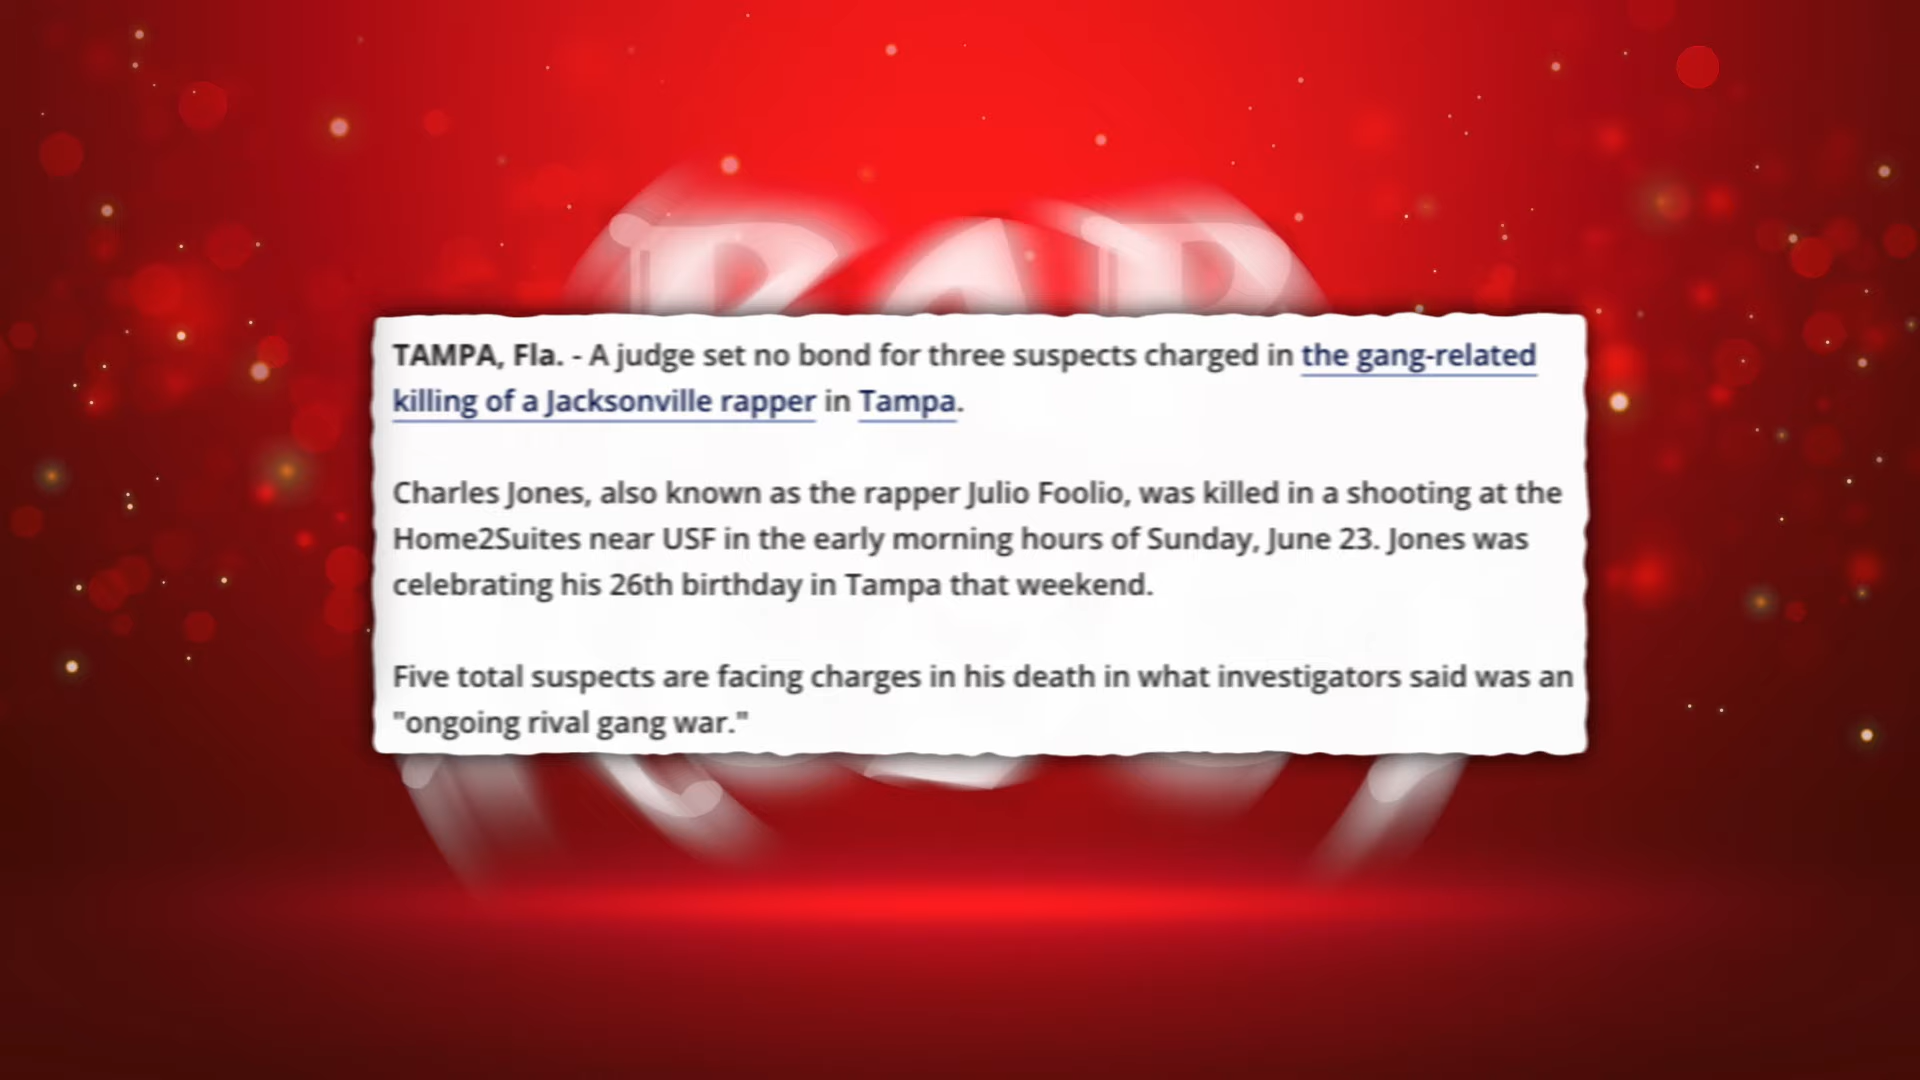 RAP
TAMPA, Fla. - A judge set no bond for three suspects charged in the gang-related
killing of a Jacksonville rapper in Tampa.
Charles Jones, also known as the rapper Julio Foolio, was killed in a shooting at the
Home2Suites near USF in the early morning hours of Sunday, June 23. Jones was
celebrating his 26th birthday in Tampa that weekend.
Five total suspects are facing charges in his death in what investigators said was an
"ongoing rival gang war."